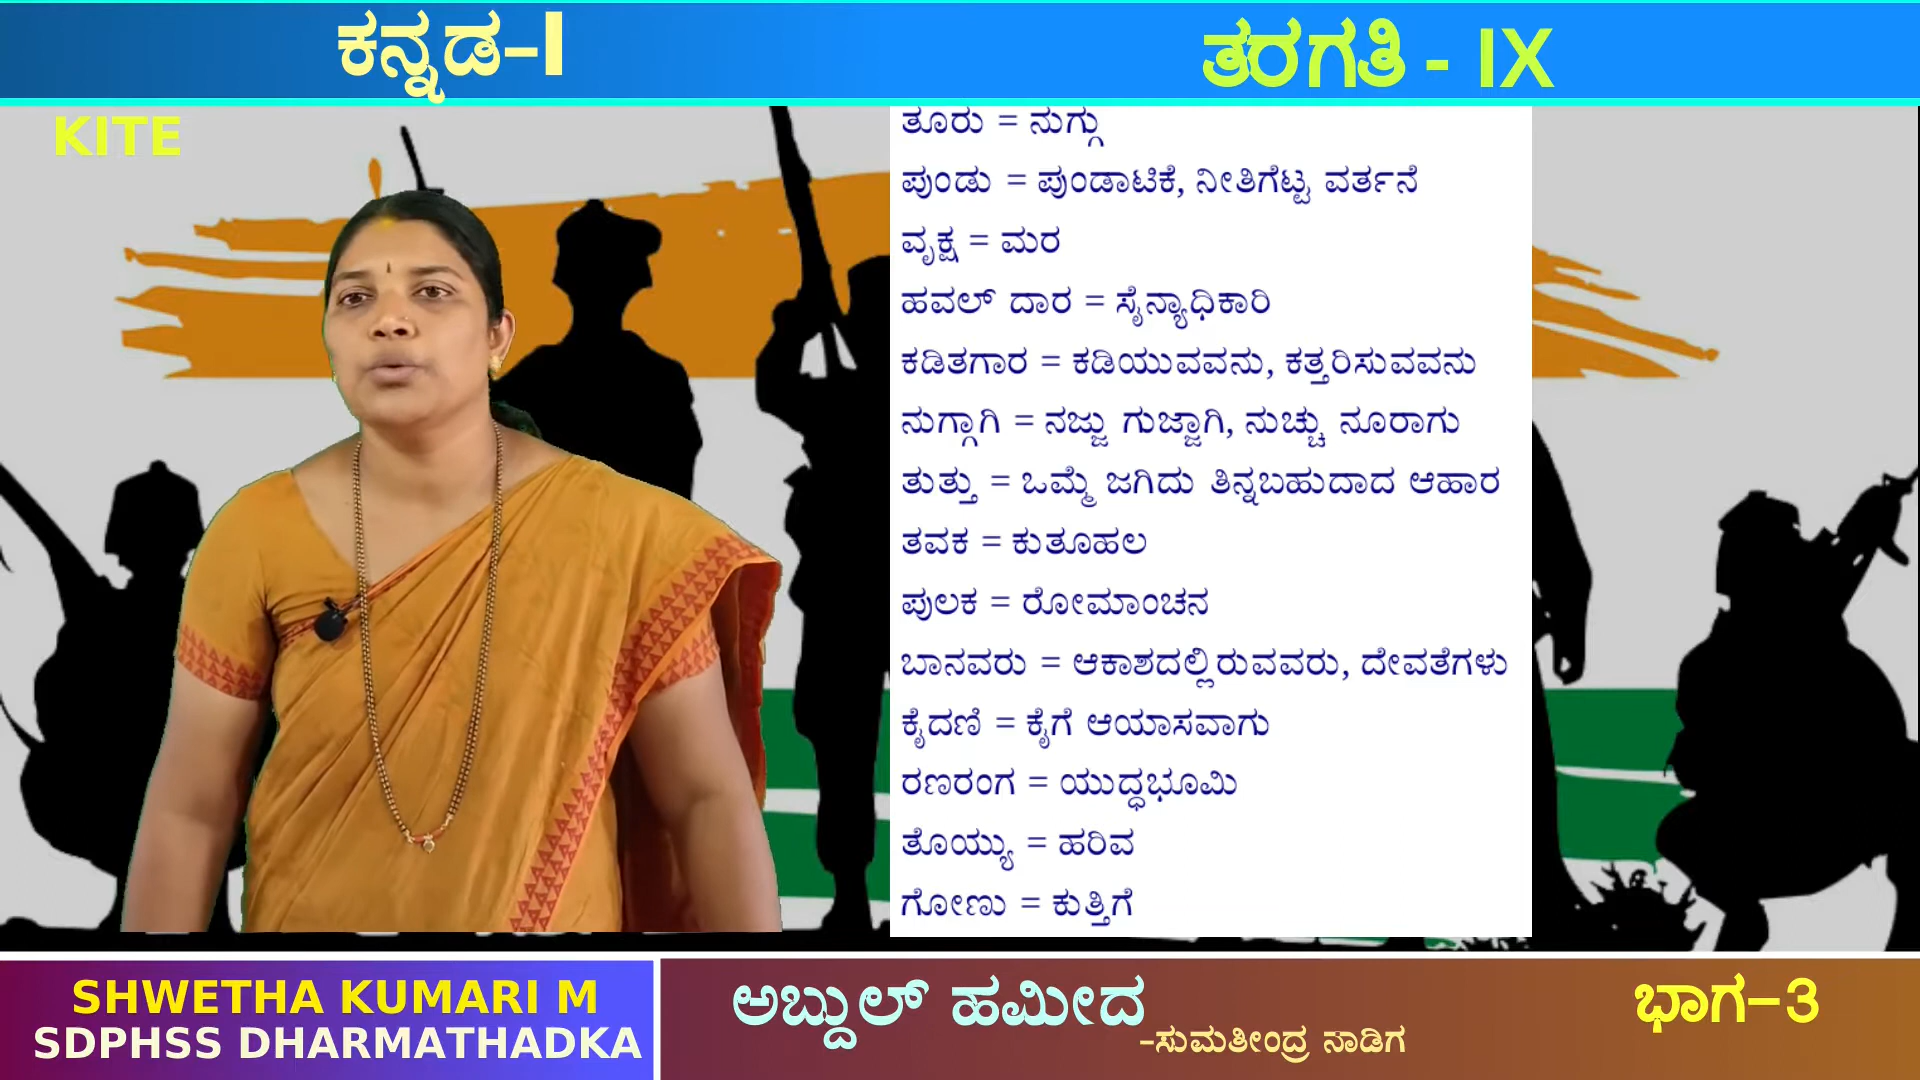 ಕನ್ನಡ-I
ತರಗತಿ - IX
KITE
ತೂರು = ನುಗ್ಗು
ಪುಂಡು = ಪುಂಡಾಟಿಕೆ, ನೀತಿಗೆಟ್ಟ ವರ್ತನೆ
ವೃಕ್ಷ = ಮರ
ಹವಲ್ ದಾರ = ಸೈನ್ಯಾಧಿಕಾರಿ
ಕಡಿತಗಾರ = ಕಡಿಯುವವನು, ಕತ್ತರಿಸುವವನು
ನುಗ್ಗಾಗಿ = ನಜ್ಜು ಗುಜ್ಜಾಗಿ, ನುಚ್ಚು ನೂರಾಗು
ತುತ್ತು = ಒಮ್ಮೆ ಜಗಿದು ತಿನ್ನಬಹುದಾದ ಆಹಾರ
ತವಕ = ಕುತೂಹಲ
ಪುಲಕ = ರೋಮಾಂಚನ
ಬಾನವರು = ಆಕಾಶದಲ್ಲಿರುವವರು, ದೇವತೆಗಳು
ಕೈದಣಿ = ಕೈಗೆ ಆಯಾಸವಾಗು
ರಣರಂಗ = ಯುದ್ಧಭೂಮಿ
ತೊಯ್ಯು = ಹರಿವ
ಗೋಣು = ಕುತ್ತಿಗೆ
SHWETHA KUMARI M
SDPHSS DHARMATHADKA
ಅಬ್ದುಲ್ ಹಮೀದ
-ಸುಮತೀಂದ್ರ ನಾಡಿಗ
ಭಾಗ-3